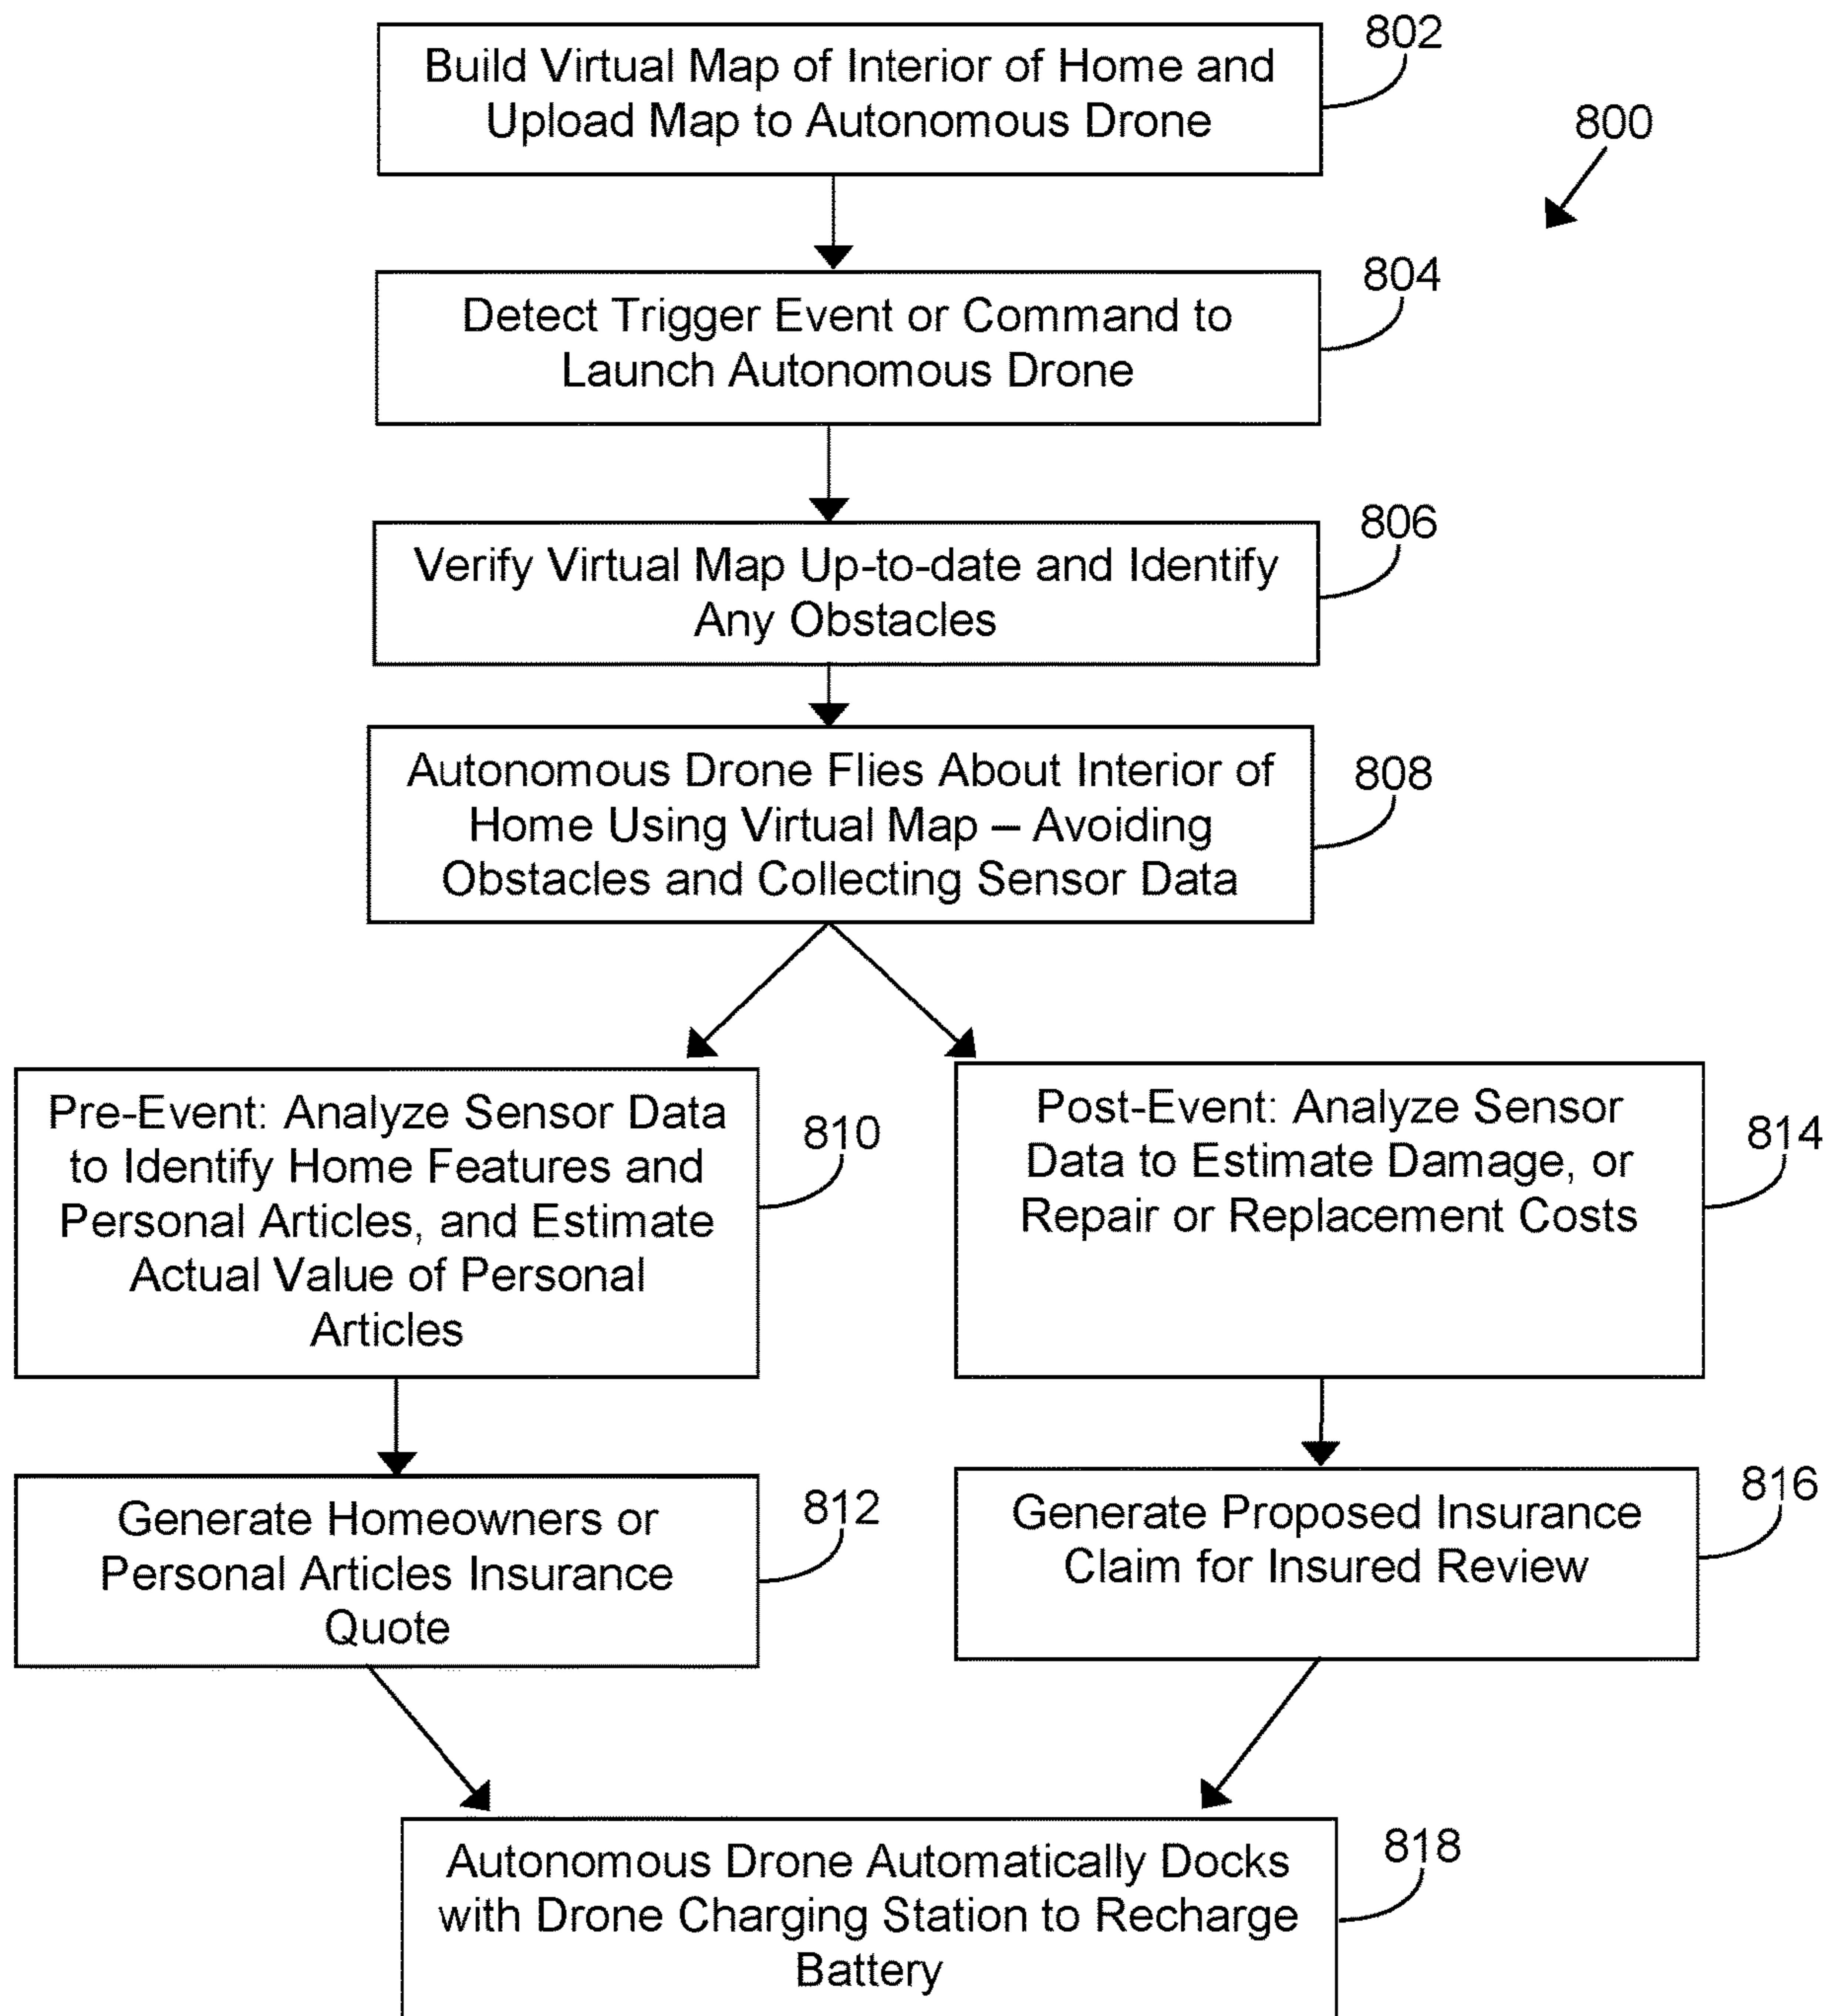 Build Virtual Map of Interior of Home and
Upload Map to Autonomous Drone
802
800
Detect Trigger Event or Command to
Launch Autonomous Drone
804
Verify Virtual Map Up-to-date and Identify
Any Obstacles
806
Autonomous Drone Flies About Interior of
Home Using Virtual Map – Avoiding
Obstacles and Collecting Sensor Data
808
Pre-Event: Analyze Sensor Data
to Identify Home Features and
Personal Articles, and Estimate
Actual Value of Personal
Articles
810
Post-Event: Analyze Sensor
Data to Estimate Damage, or
Repair or Replacement Costs
814
Generate Homeowners or
Personal Articles Insurance
Quote
812
Generate Proposed Insurance
Claim for Insured Review
816
Autonomous Drone Automatically Docks
with Drone Charging Station to Recharge
Battery
818